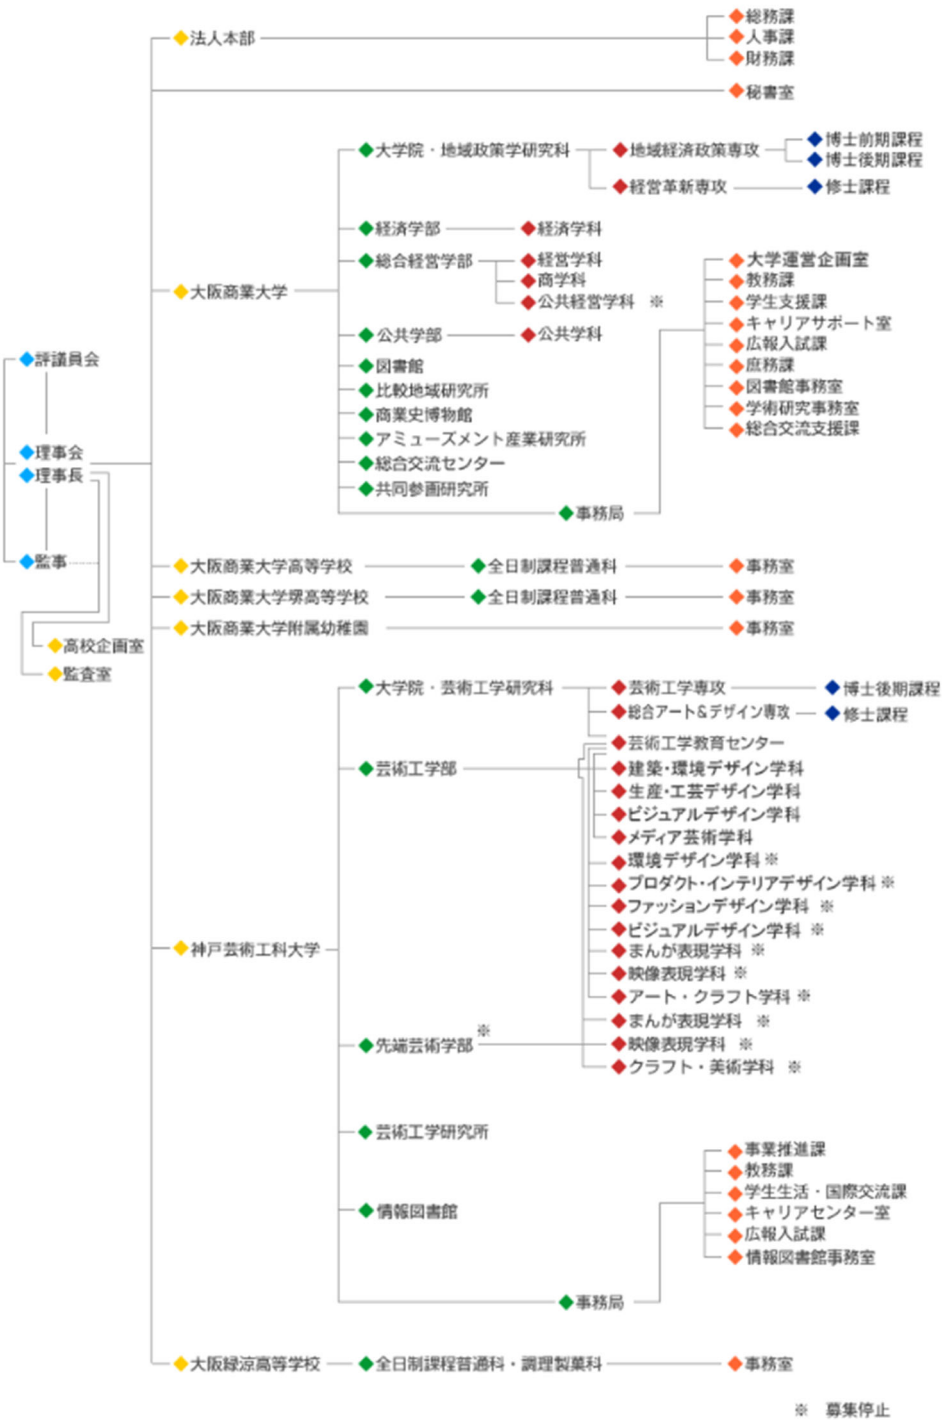 法人本部
総務課
人事課
財務課
秘書室
大阪商業大学
大学院・地域政策学研究科
地域経済政策専攻
博士前期課程
博士後期課程
経営革新専攻
修士課程
経済学部
経済学科
総合経営学部
経営学科
商学科
公共経営学科 ※
公共学部
公共学科
図書館
比較地域研究所
商業史博物館
アミューズメント産業研究所
総合交流センター
共同参画研究所
事務局
大学運営企画室
教務課
学生支援課
キャリアサポート室
広報入試課
庶務課
図書館事務室
学術研究事務室
総合交流支援課
評議員会
理事会
理事長
監事
高校企画室
監査室
大阪商業大学高等学校
全日制課程普通科
事務室
大阪商業大学堺高等学校
全日制課程普通科
事務室
大阪商業大学附属幼稚園
事務室
神戸芸術工科大学
大学院・芸術工学研究科
芸術工学専攻
博士後期課程
総合アート&デザイン専攻
修士課程
芸術工学教育センター
芸術工学部
建築・環境デザイン学科
生産・工芸デザイン学科
ビジュアルデザイン学科
メディア芸術学科
環境デザイン学科 ※
プロダクト・インテリアデザイン学科 ※
ファッションデザイン学科 ※
ビジュアルデザイン学科 ※
まんが表現学科 ※
映像表現学科 ※
アート・クラフト学科 ※
先端芸術学部 ※
まんが表現学科 ※
映像表現学科 ※
クラフト・美術学科 ※
芸術工学研究所
情報図書館
事務局
事業推進課
教務課
学生生活・国際交流課
キャリアセンター室
広報入試課
情報図書館事務室
大阪緑涼高等学校
全日制課程普通科・調理製菓科
事務室
※ 募集停止